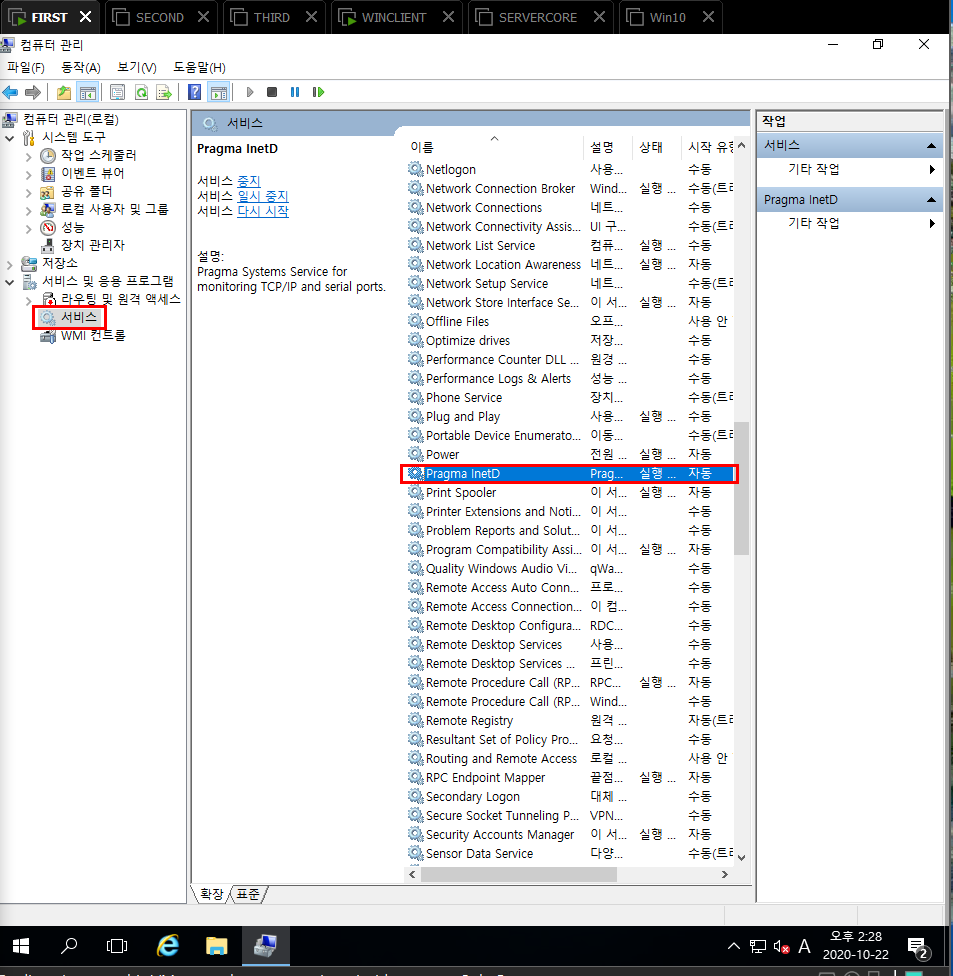 FIRST
SECOND
THIRD
WINCLIENT
SERVERCORE
Win10
컴퓨터 관리
파일(F) 동작(A) 보기(V) 도움말(H)
컴퓨터 관리(로컬)
시스템 도구
작업 스케줄러
이벤트 뷰어
공유 폴더
로컬 사용자 및 그룹
성능
장치 관리자
저장소
서비스 및 응용 프로그램
라우팅 및 원격 액세스
서비스
WMI 컨트롤
서비스
Pragma InetD
서비스 중지
서비스 일시 중지
서비스 다시 시작
설명:
Pragma Systems Service for
monitoring TCP/IP and serial ports.
이름 설명 상태 시작 유형
Netlogon 사용... 수동
Network Connection Broker Wind... 실행 ... 수동(트리
Network Connections 네트... 수동
Network Connectivity Assis... UI 구... 수동(트리
Network List Service 컴퓨... 실행 ... 수동
Network Location Awareness 네트... 실행 ... 자동
Network Setup Service 네트... 수동(트리
Network Store Interface Se... 이 서... 실행 ... 자동
Offline Files 오프... 사용 안
Optimize drives 저장... 수동
Performance Counter DLL ... 원경 ... 수동
Performance Logs & Alerts 성능 ... 수동
Phone Service 장치... 수동(트리
Plug and Play 사용... 실행 ... 수동
Portable Device Enumerato... 이동... 수동(트리
Power 전원 ... 실행 ... 자동
Pragma InetD Prag... 실행 ... 자동
Print Spooler 이 서... 실행 ... 자동
Printer Extensions and Noti... 이 서... 수동
Problem Reports and Solut... 이 서... 수동
Program Compatibility Assi... 이 서... 실행 ... 자동
Quality Windows Audio Vi... qWa... 수동
Remote Access Auto Conn... 프로... 수동
Remote Access Connection... 이 컴... 수동
Remote Desktop Configura... RDC... 수동
Remote Desktop Services 사용... 수동
Remote Desktop Services ... 프린... 수동
Remote Procedure Call (RP... RPC... 실행 ... 자동
Remote Procedure Call (RP... Wind... 수동
Remote Registry 원격 ... 자동(트리
Resultant Set of Policy Pro... 요청... 수동
Routing and Remote Access 로컬 ... 사용 안
RPC Endpoint Mapper 끝점... 실행 ... 자동
Secondary Logon 대체 ... 수동
Secure Socket Tunneling P... VPN... 수동
Security Accounts Manager 이 서... 실행 ... 자동
Sensor Data Service 다양... 수동(트리
확장 표준
작업
서비스
기타 작업
Pragma InetD
기타 작업
A
오후 2:28
2020-10-22
2